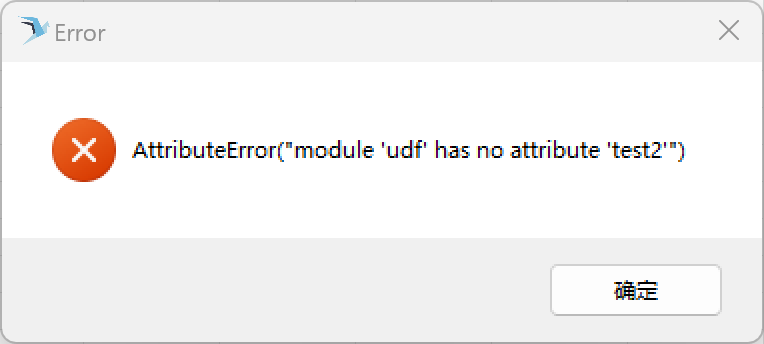 Error
AttributeError("module 'udf' has no attribute 'test2'")
确定